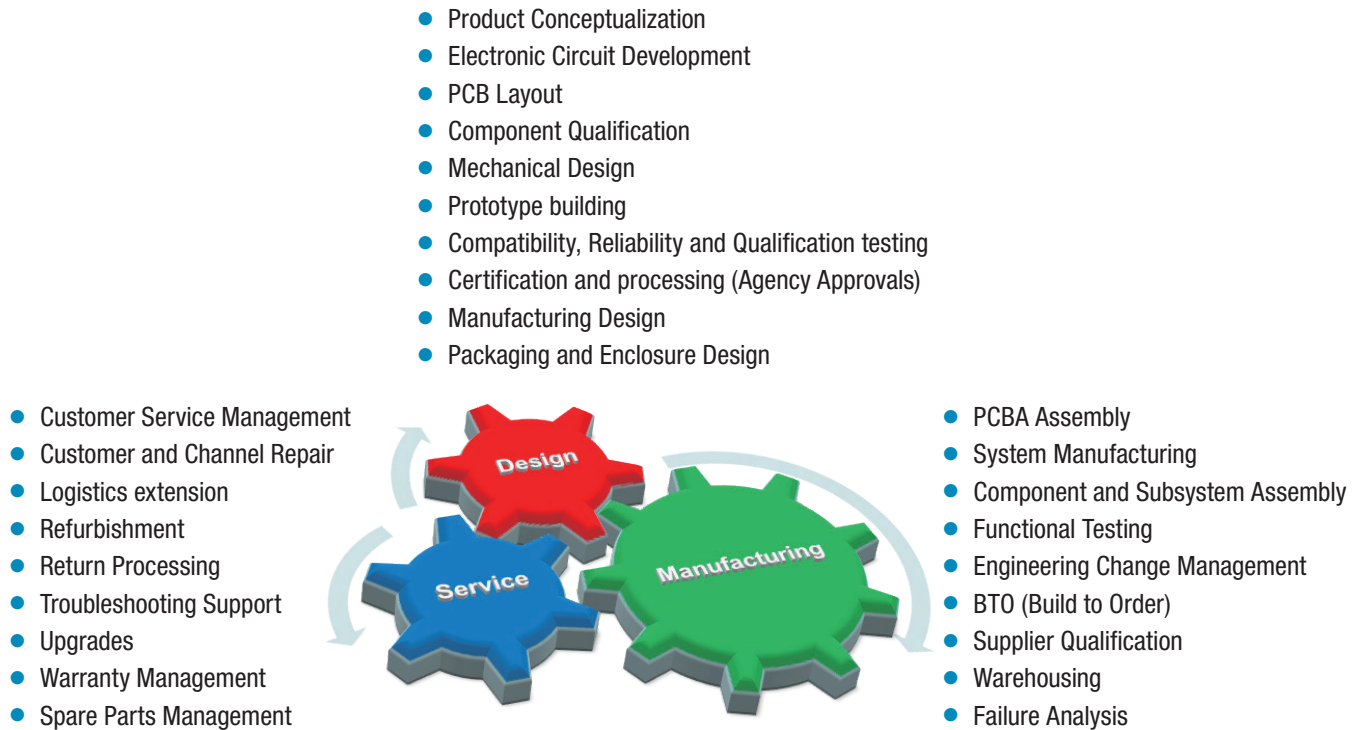 Product Conceptualization
Electronic Circuit Development
PCB Layout
Component Qualification
Mechanical Design
Prototype building
Compatibility, Reliability and Qualification testing
Certification and processing (Agency Approvals)
Manufacturing Design
Packaging and Enclosure Design
Customer Service Management
Customer and Channel Repair
Logistics extension
Refurbishment
Return Processing
Troubleshooting Support
Upgrades
Warranty Management
Spare Parts Management
Design
Service
Manufacturing
PCBA Assembly
System Manufacturing
Component and Subsystem Assembly
Functional Testing
Engineering Change Management
BTO (Build to Order)
Supplier Qualification
Warehousing
Failure Analysis